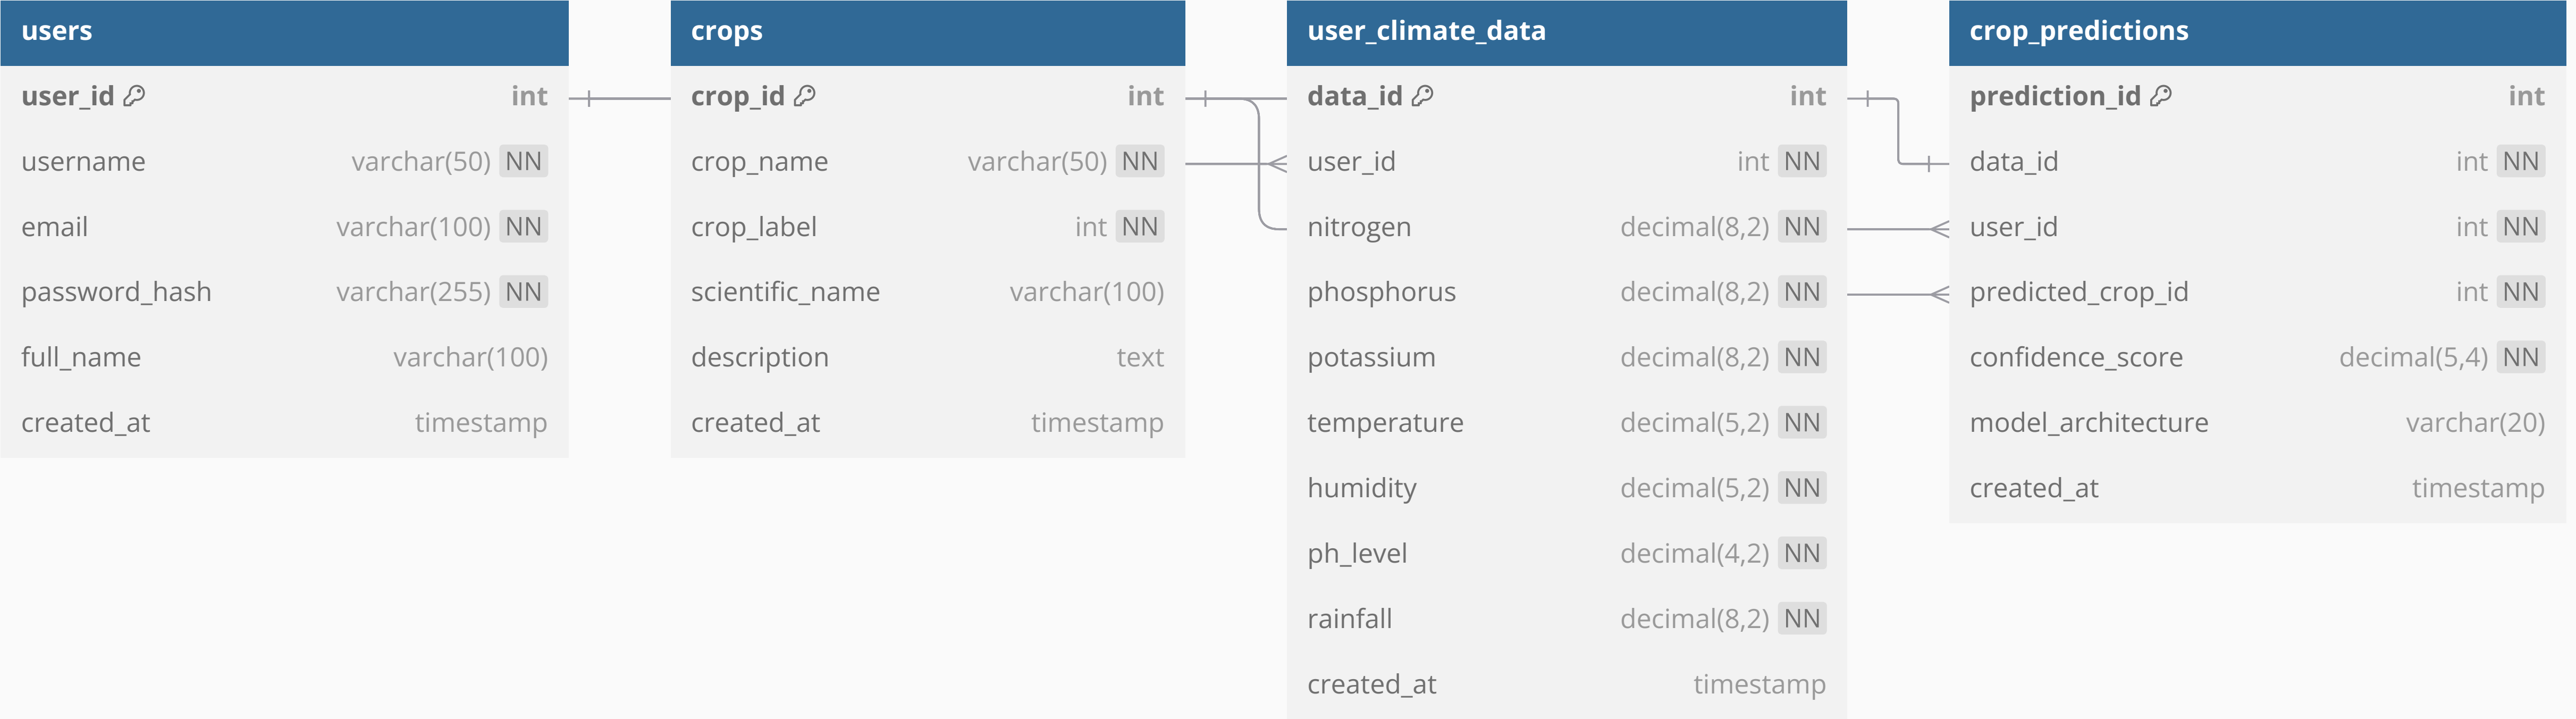 users
user_id int
username varchar(50) NN
email varchar(100) NN
password_hash varchar(255) NN
full_name varchar(100)
created_at timestamp
crops
crop_id int
crop_name varchar(50) NN
crop_label int NN
scientific_name varchar(100)
description text
created_at timestamp
user_climate_data
data_id int
user_id int NN
nitrogen decimal(8,2) NN
phosphorus decimal(8,2) NN
potassium decimal(8,2) NN
temperature decimal(5,2) NN
humidity decimal(5,2) NN
ph_level decimal(4,2) NN
rainfall decimal(8,2) NN
created_at timestamp
crop_predictions
prediction_id int
data_id int NN
user_id int NN
predicted_crop_id int NN
confidence_score decimal(5,4) NN
model_architecture varchar(20)
created_at timestamp